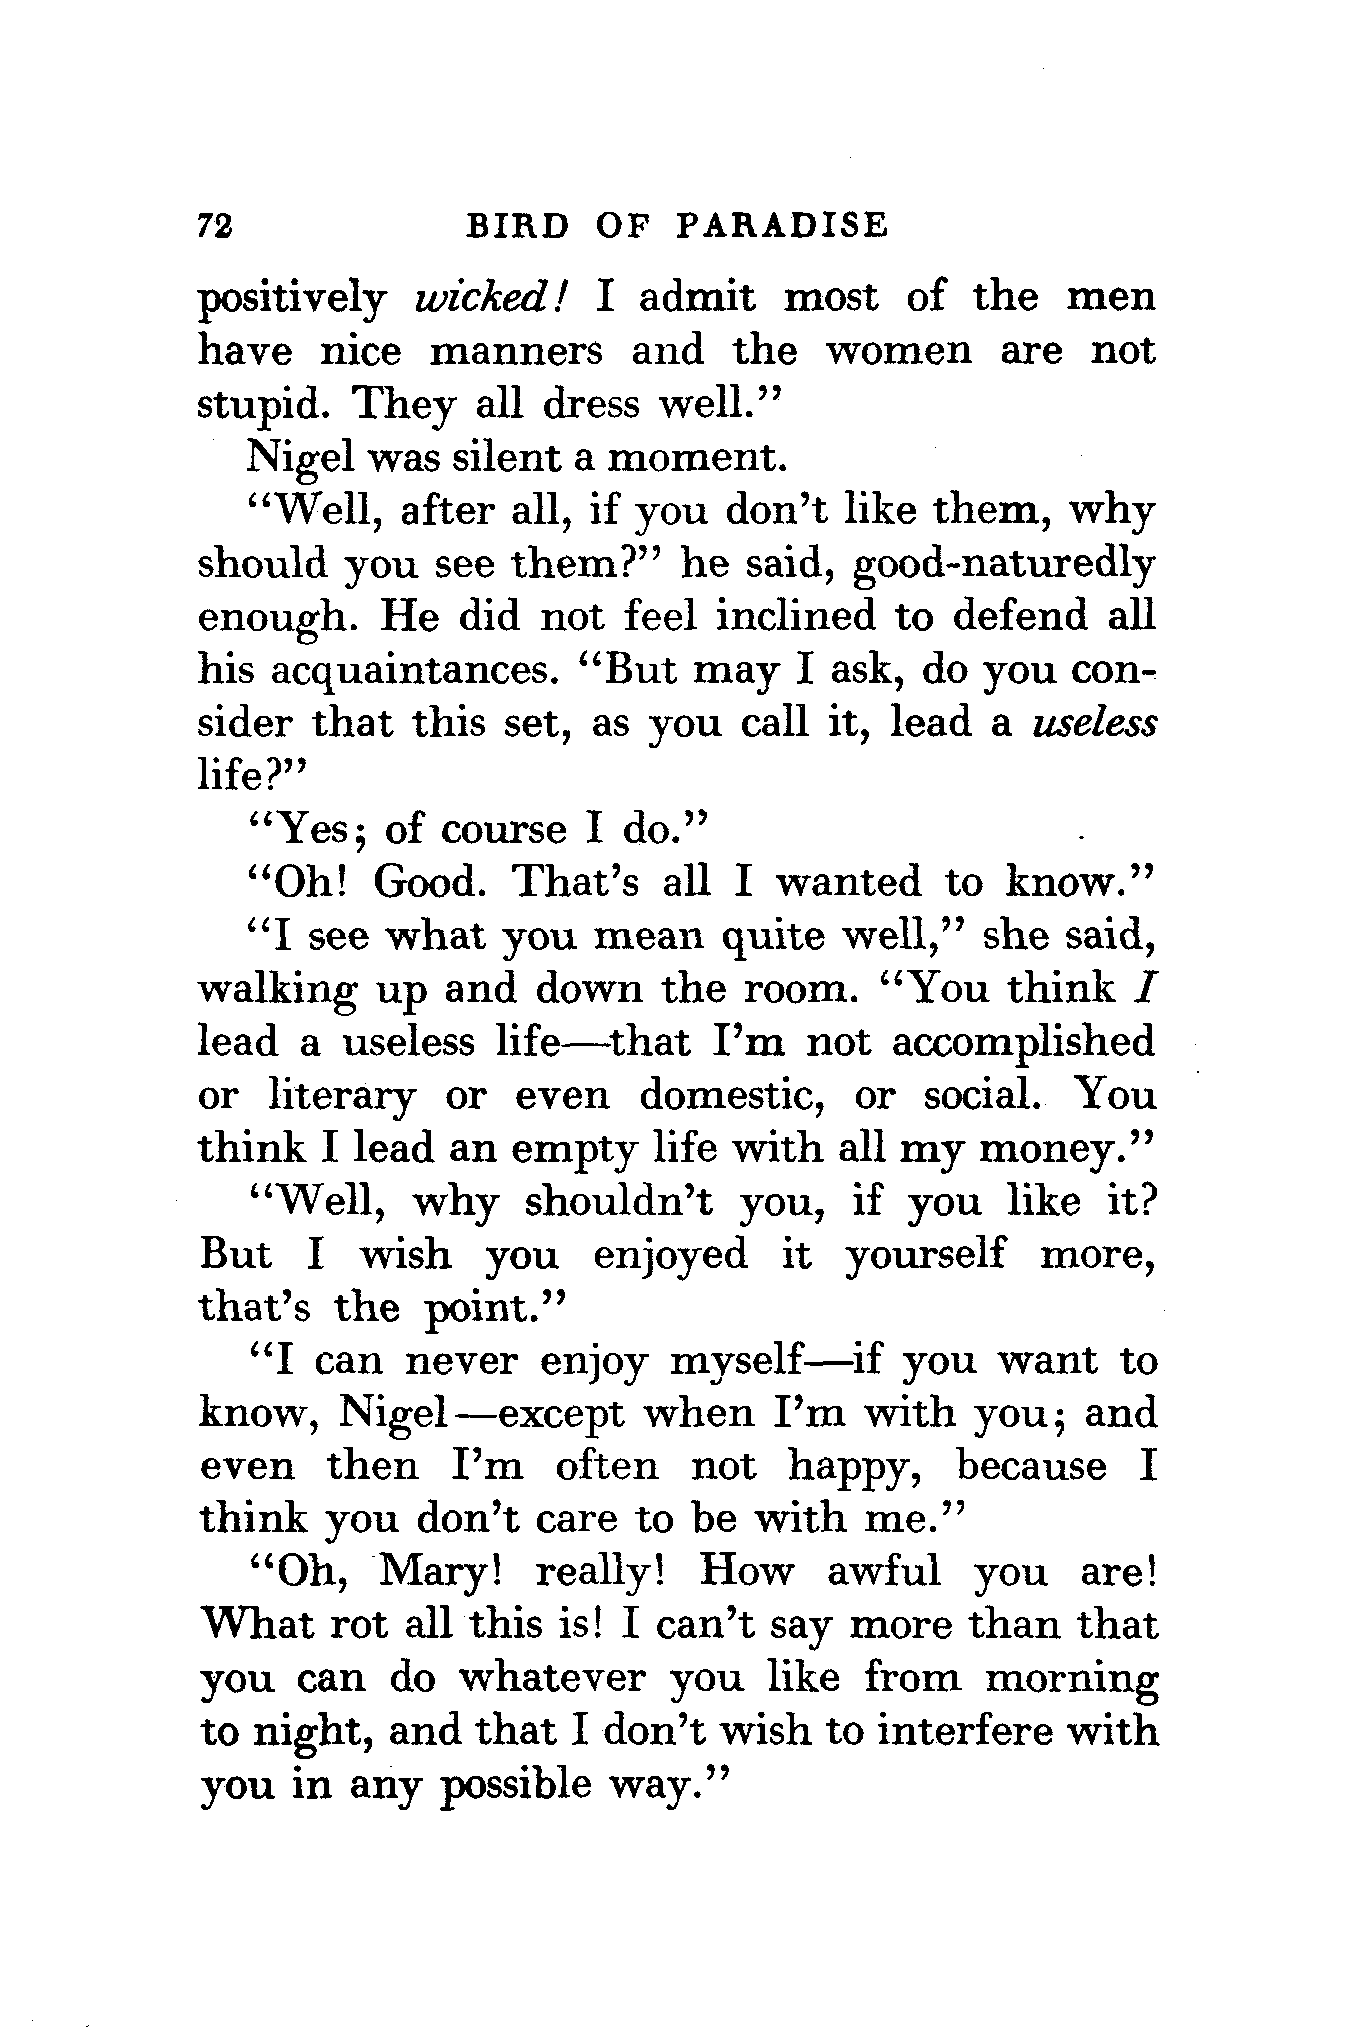 72 BIRD OF PARADISE
positively wicked! I admit most of the men
have nice manners and the women are not
stupid. They all dress well."
Nigel was silent a moment.
"Well, after all, if you don't like them, why
should you see them?" he said, good-naturedly
enough. He did not feel inclined to defend all
his acquaintances. "But may I ask, do you con-
sider that this set, as you call it, lead a useless
life?"
"Yes; of course I do."
"Oh! Good. That's all I wanted to know."
"I see what you mean quite well," she said,
walking up and down the room. "You think I
lead a useless life—that I'm not accomplished
or literary or even domestic, or social. You
think I lead an empty life with all my money."
"Well, why shouldn't you, if you like it?
But I wish you enjoyed it yourself more,
that's the point."
"I can never enjoy myself—if you want to
know, Nigel—except when I'm with you; and
even then I'm often not happy, because I
think you don't care to be with me."
"Oh, Mary! really! How awful you are!
What rot all this is! I can't say more than that
you can do whatever you like from morning
to night, and that I don't wish to interfere with
you in any possible way."